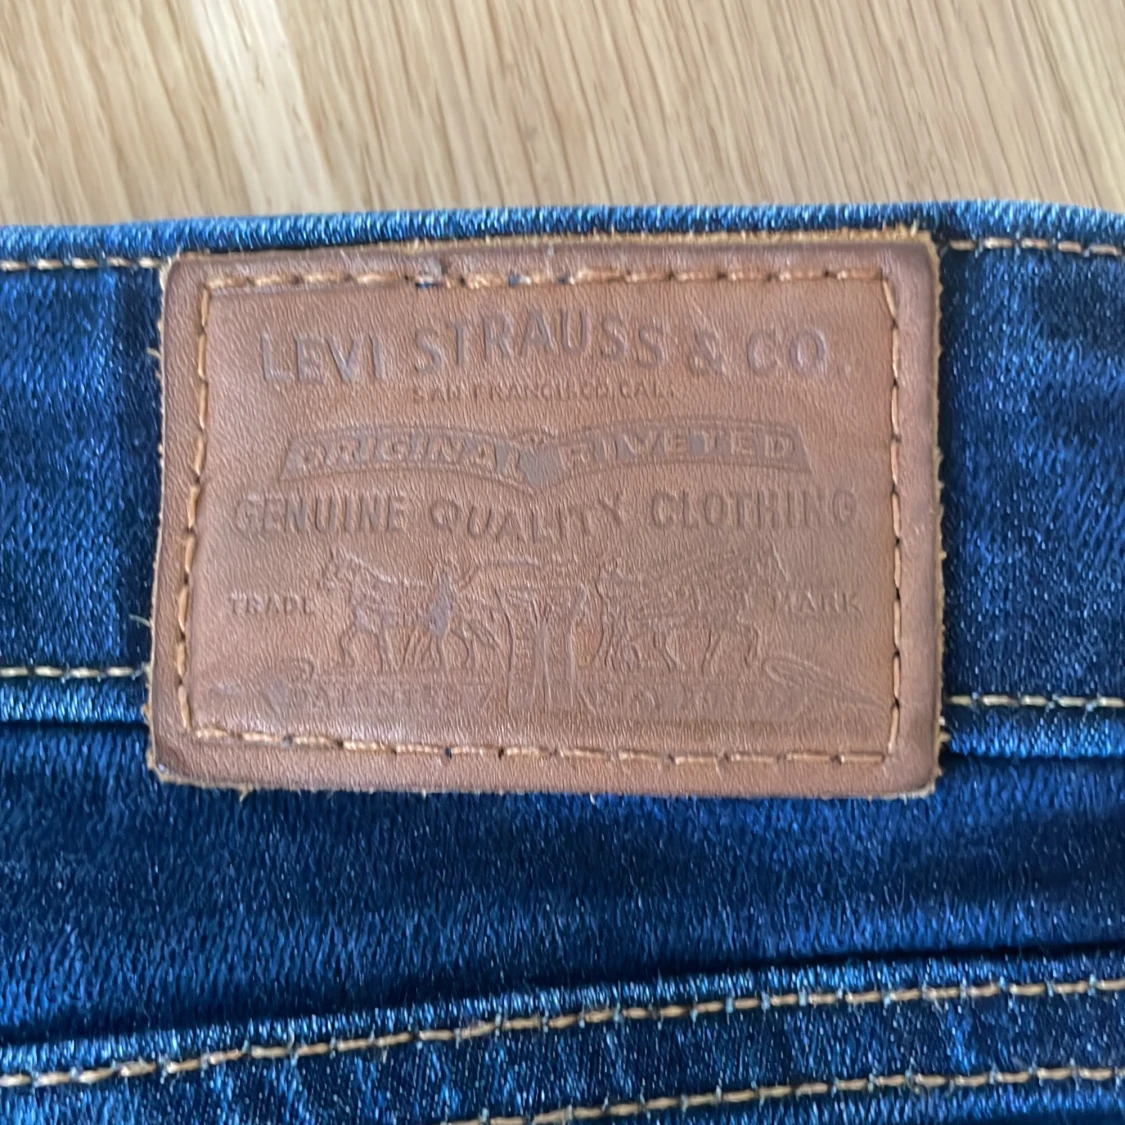 LEVI STRAUSS & CO.
SAN FRANCISCO, CAL.
ORIGINAL RIVETED
GENUINE QUALITY CLOTHING
TRADE MARK